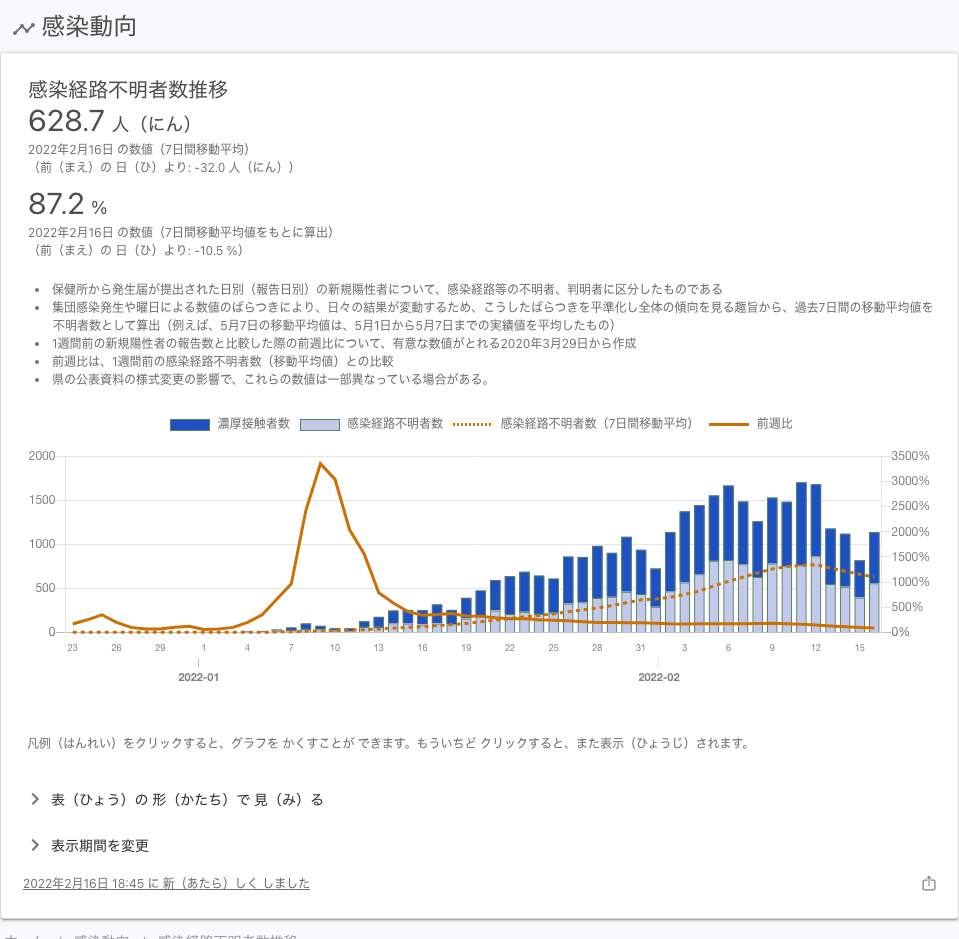 感染動向
感染経路不明者数推移
628.7 人（にん）
2022年2月16日 の数値（7日間移動平均）
（前（まえ）の 日（ひ）より: -32.0 人（にん））
87.2 %
2022年2月16日 の数値（7日間移動平均値をもとに算出）
（前（まえ）の 日（ひ）より: -10.5 %）
• 保健所から発生届が提出された日別（報告日別）の新規陽性者について、感染経路等の不明者、判明者に区分したものである
• 集団感染発生や曜日による数値のばらつきにより、日々の結果が変動するため、こうしたばらつきを平準化し全体の傾向を見る趣旨から、過去7日間の移動平均値を
不明者数として算出（例えば、5月7日の移動平均値は、5月1日から5月7日までの実績値を平均したもの）
• 1週間前の新規陽性者の報告数と比較した際の前週比について、有意な数値がとれる2020年3月29日から作成
• 前週比は、1週間前の感染経路不明者数（移動平均値）との比較
• 県の公表資料の様式変更の影響で、これらの数値は一部異なっている場合がある。
濃厚接触者数 感染経路不明者数 感染経路不明者数（7日間移動平均） 前週比
2000 3500%
3000%
1500 2500%
2000%
1000 1500%
1000%
500 500%
0 0%
23 26 29 1 4 7 10 13 16 19 22 25 28 31 3 6 9 12 15
2022-01 2022-02
凡例（はんれい）をクリックすると、グラフを かくすことが できます。もういちど クリックすると、また表示（ひょうじ）されます。
表（ひょう）の 形（かたち）で 見（み）る
表示期間を変更
2022年2月16日 18:45 に 新（あたら）しく しました